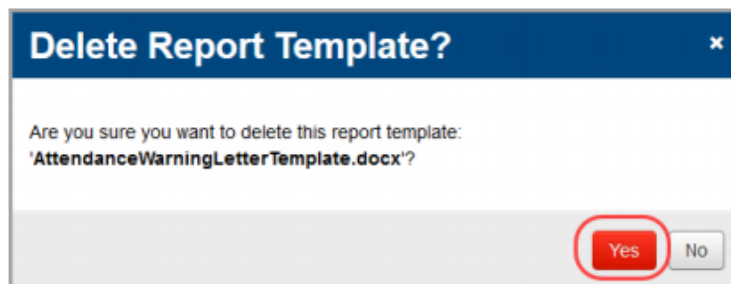 Delete Report Template? ×
Are you sure you want to delete this report template:
'AttendanceWarningLetterTemplate.docx'?
Yes No